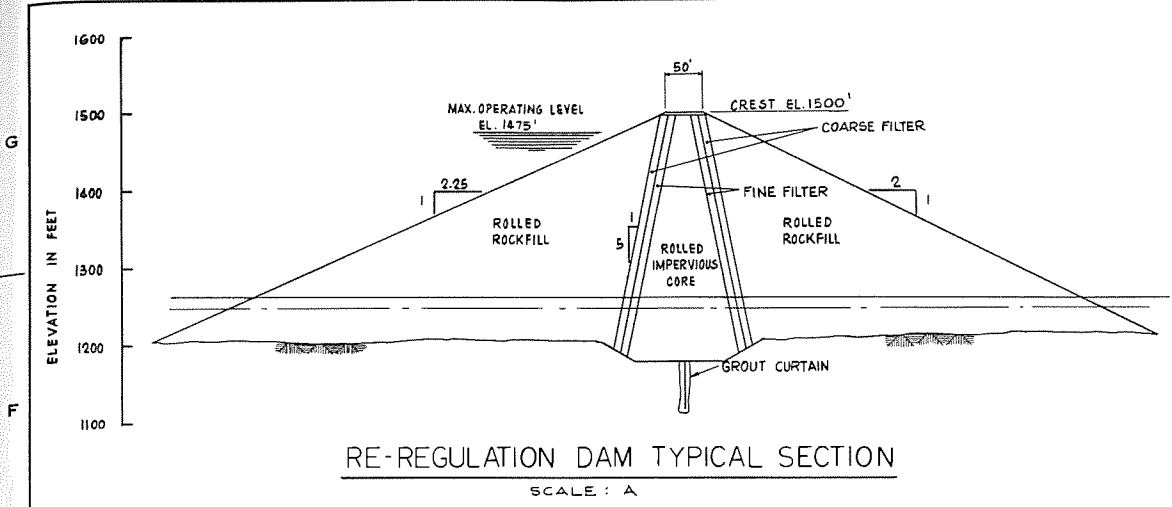 1600
1500
1400
1300
1200
1100
ELEVATION IN FEET
G
F
50'
MAX. OPERATING LEVEL
EL. 1475'
CREST EL. 1500'
COARSE FILTER
FINE FILTER
2.25
1
2
1
1
5
ROLLED
ROCKFILL
ROLLED
IMPERVIOUS
CORE
ROLLED
ROCKFILL
GROUT CURTAIN
RE-REGULATION DAM TYPICAL SECTION
SCALE : A